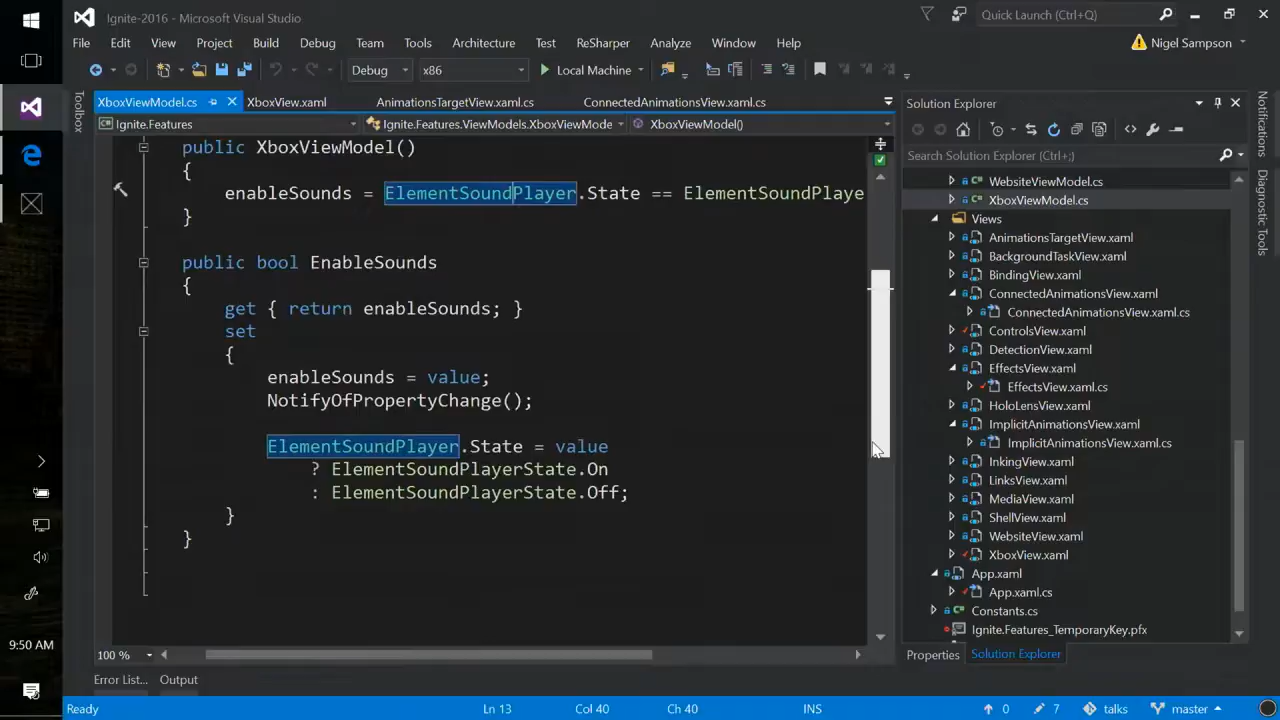 Ignite-2016 - Microsoft Visual Studio
Quick Launch (Ctrl+Q)
File Edit View Project Build Debug Team Tools Architecture Test ReSharper Analyze Window Help
Nigel Sampson
Debug x86 Local Machine
Toolbox
XboxViewModel.cs XboxView.xaml AnimationsTargetView.xaml.cs ConnectedAnimationsView.xaml.cs
Ignite.Features Ignite.Features.ViewModels.XboxViewMode XboxViewModel()
public XboxViewModel()
{
enableSounds = ElementSoundPlayer.State == ElementSoundPlaye
}
public bool EnableSounds
{
get { return enableSounds; }
set
{
enableSounds = value;
NotifyOfPropertyChange();
ElementSoundPlayer.State = value
? ElementSoundPlayerState.On
: ElementSoundPlayerState.Off;
}
}
100 %
Error List... Output
Solution Explorer
Search Solution Explorer (Ctrl+;)
WebsiteViewModel.cs
XboxViewModel.cs
Views
AnimationsTargetView.xaml
BackgroundTaskView.xaml
BindingView.xaml
ConnectedAnimationsView.xaml
ConnectedAnimationsView.xaml.cs
ControlsView.xaml
DetectionView.xaml
EffectsView.xaml
EffectsView.xaml.cs
HoloLensView.xaml
ImplicitAnimationsView.xaml
ImplicitAnimationsView.xaml.cs
InkingView.xaml
LinksView.xaml
MediaView.xaml
ShellView.xaml
WebsiteView.xaml
XboxView.xaml
App.xaml
App.xaml.cs
Constants.cs
Ignite.Features_TemporaryKey.pfx
Properties Solution Explorer
Notifications
Diagnostic Tools
9:50 AM
Ready Ln 13 Col 40 Ch 40 INS 0 7 talks master